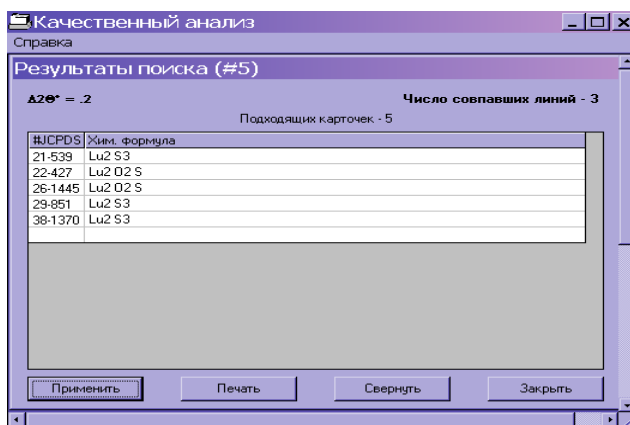 Качественный анализ
Справка
Результаты поиска (#5)
Δ2Θ° = .2
Число совпавших линий - 3
Подходящих карточек - 5
#JCPDS Хим. формула
21-539 Lu2 S3
22-427 Lu2 O2 S
26-1445 Lu2 O2 S
29-851 Lu2 S3
38-1370 Lu2 S3
Применить Печать Свернуть Закрыть